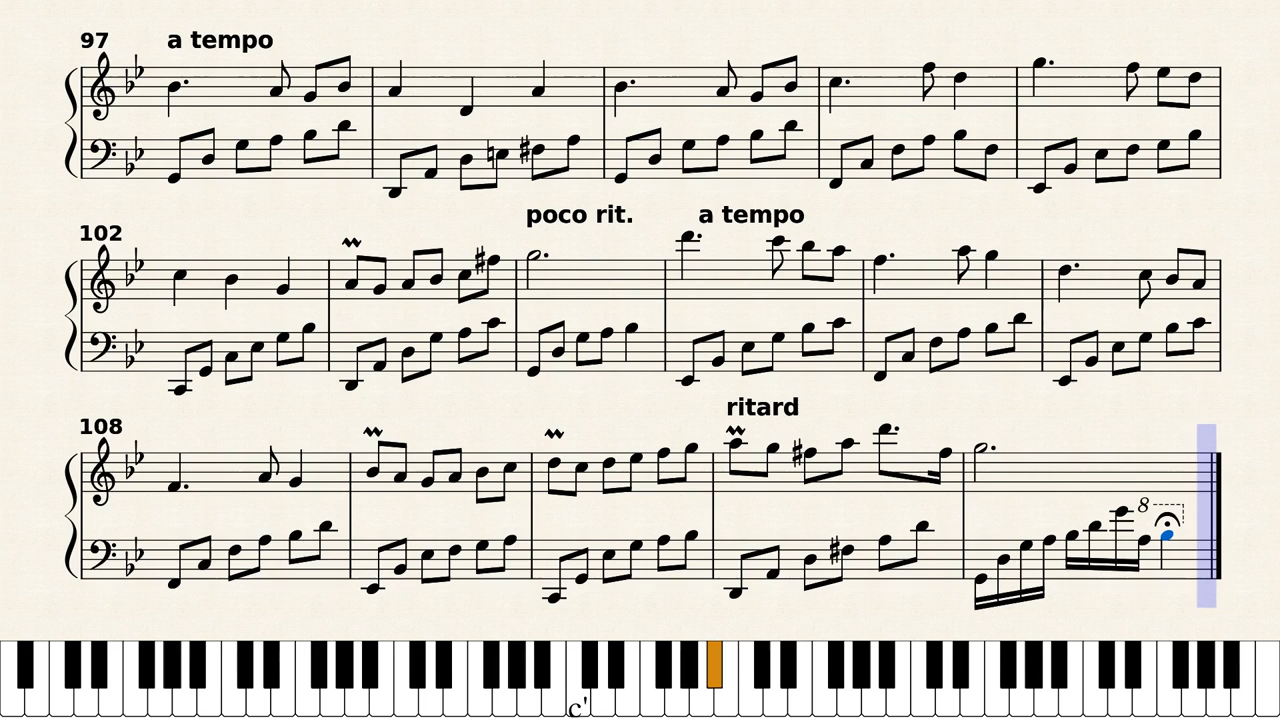 97 a tempo
poco rit. a tempo
102
ritard
108
8
c'